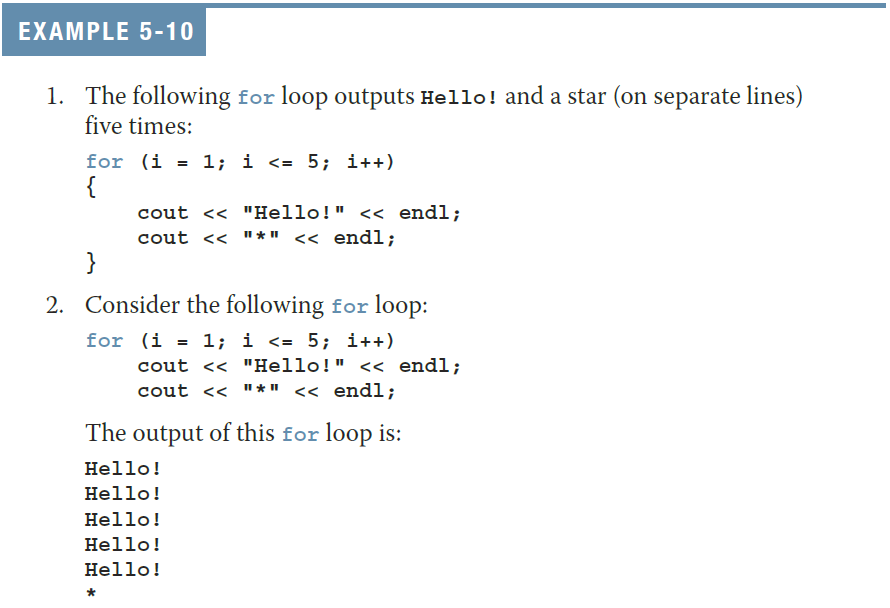 EXAMPLE 5-10
1. The following for loop outputs Hello! and a star (on separate lines)
five times:
for (i = 1; i <= 5; i++)
{
    cout << "Hello!" << endl;
    cout << "*" << endl;
}
2. Consider the following for loop:
for (i = 1; i <= 5; i++)
    cout << "Hello!" << endl;
    cout << "*" << endl;
The output of this for loop is:
Hello!
Hello!
Hello!
Hello!
Hello!
*